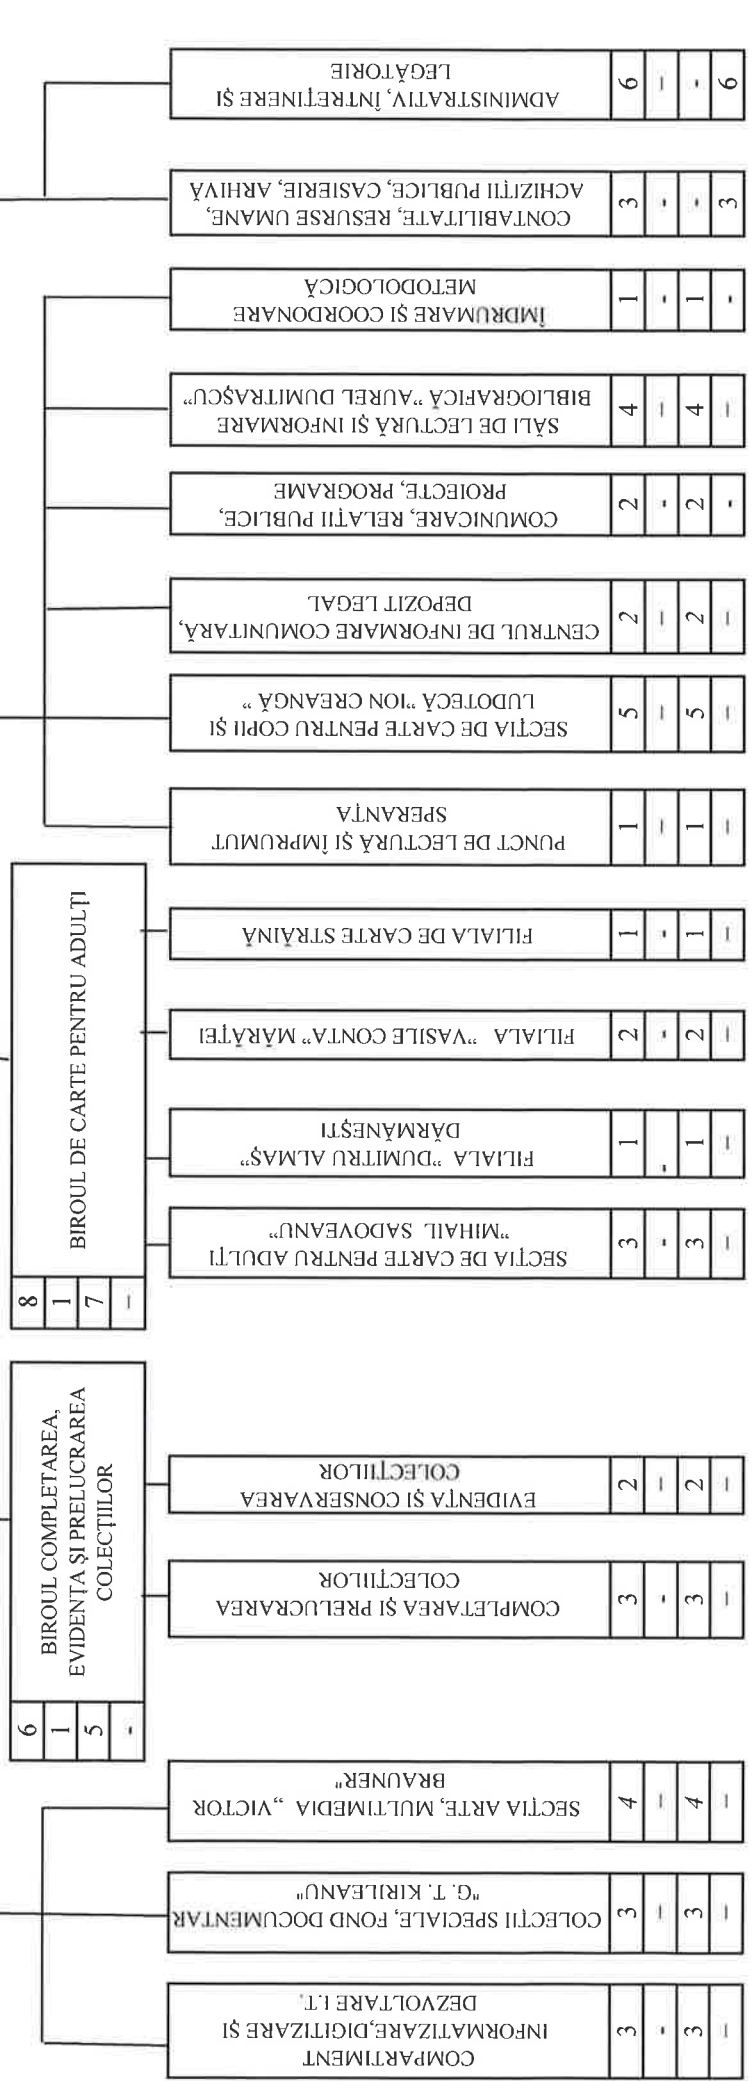 ADMINISTRATIV, ÎNTREȚINERE ȘI
LEGĂTORIE
6
–
-
6
CONTABILITATE, RESURSE UMANE,
ACHIZIȚII PUBLICE, CASIERIE, ARHIVĂ
3
-
-
3
ÎMDRUMARE ȘI COORDONARE
METODOLOGICĂ
1
-
1
-
SĂLI DE LECTURĂ ȘI INFORMARE
BIBLIOGRAFICĂ “AUREL DUMITRAȘCU”
4
–
4
–
COMUNICARE, RELAȚII PUBLICE,
PROIECTE, PROGRAME
2
-
2
-
CENTRUL DE INFORMARE COMUNITARĂ,
DEPOZIT LEGAL
2
–
2
–
SECȚIA DE CARTE PENTRU COPII ȘI
LUDOTECĂ “ION CREANGĂ ”
5
–
5
–
PUNCT DE LECTURĂ ȘI ÎMPRUMUT
SPERANȚA
1
–
1
–
BIROUL DE CARTE PENTRU ADULȚI
8
1
7
–
FILIALA DE CARTE STRĂINĂ
1
-
1
–
FILIALA “VASILE CONTA” MĂRĂȚEI
2
-
2
–
FILIALA “DUMITRU ALMAȘ”
DĂRMĂNEȘTI
1
-
1
–
SECȚIA DE CARTE PENTRU ADULȚI
“MIHAIL SADOVEANU”
3
-
3
–
BIROUL COMPLETAREA,
EVIDENȚA ȘI PRELUCRAREA
COLECȚIILOR
6
1
5
-
EVIDENȚA ȘI CONSERVAREA
COLECȚIILOR
2
–
2
–
COMPLETAREA ȘI PRELUCRAREA
COLECȚIILOR
3
-
3
–
SECȚIA ARTE, MULTIMEDIA „VICTOR
BRAUNER"
4
–
4
–
COLECȚII SPECIALE, FOND DOCUMENTAR
"G. T. KIRILEANU"
3
–
3
–
COMPARTIMENT
INFORMATIZARE,DIGITIZARE ȘI
DEZVOLTARE I.T.
3
-
3
–